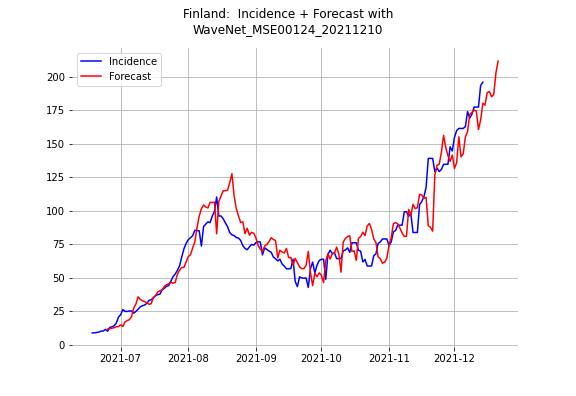 Finland:  Incidence + Forecast with
WaveNet_MSE00124_20211210
Incidence
Forecast
200
175
150
125
100
75
50
25
0
2021-07 2021-08 2021-09 2021-10 2021-11 2021-12